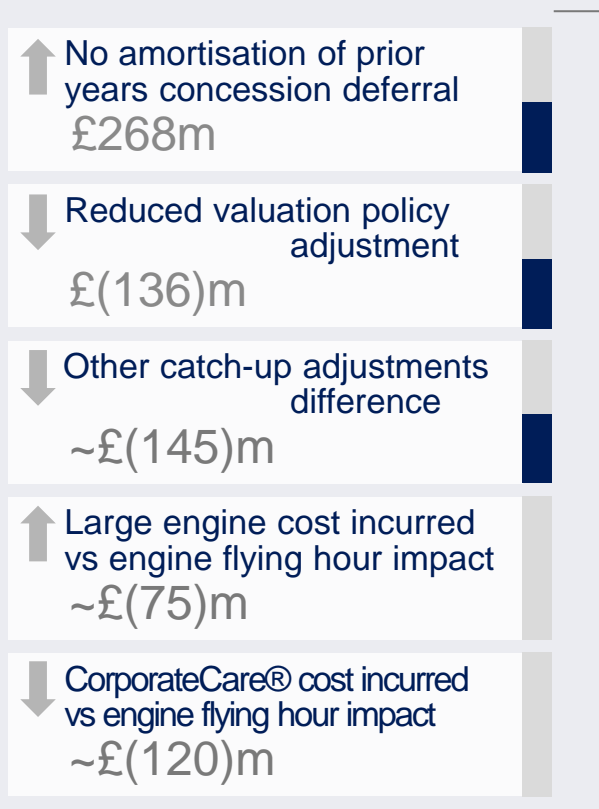 No amortisation of prior
years concession deferral
£268m
Reduced valuation policy
adjustment
£(136)m
Other catch-up adjustments
difference
~£(145)m
Large engine cost incurred
vs engine flying hour impact
~£(75)m
CorporateCare® cost incurred
vs engine flying hour impact
~£(120)m